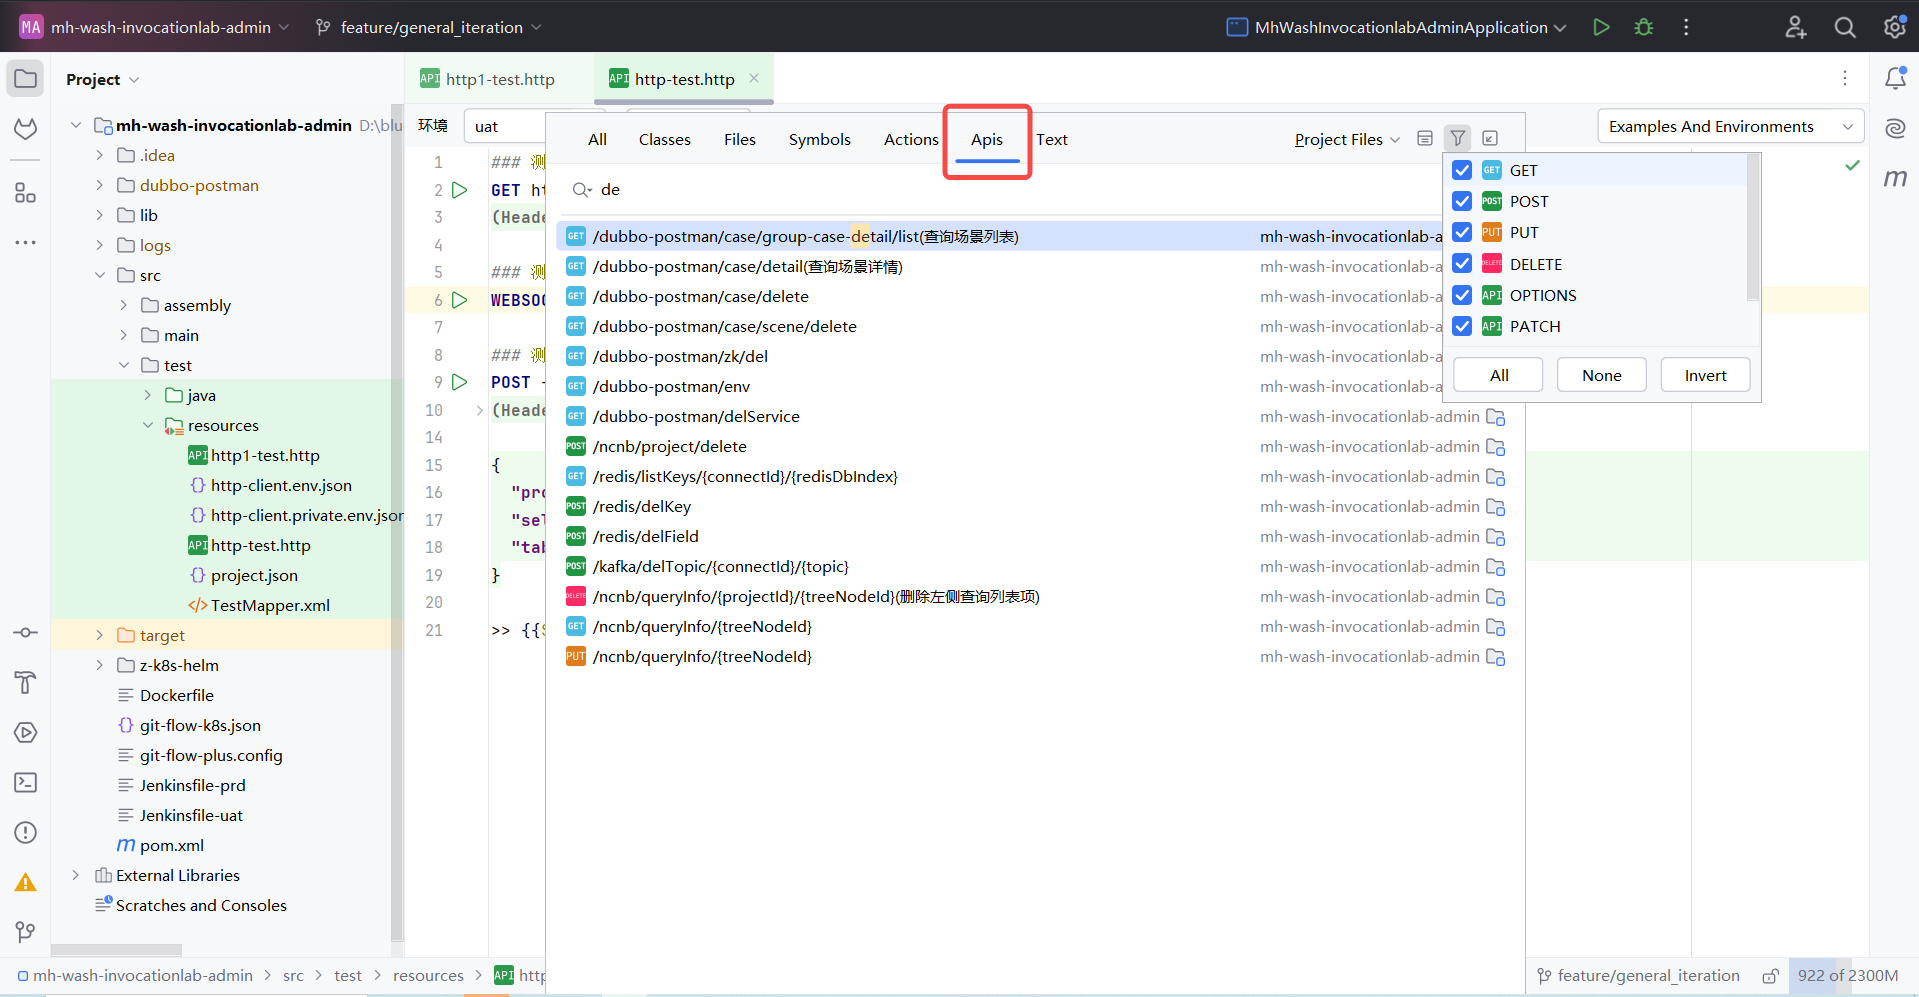 MA mh-wash-invocationlab-admin feature/general_iteration MhWashInvocationlabAdminApplication
Project
API http1-test.http
API http-test.http
mh-wash-invocationlab-admin D:\blu
.idea
dubbo-postman
lib
logs
src
assembly
main
test
java
resources
API http1-test.http
{} http-client.env.json
{} http-client.private.env.json
API http-test.http
{} project.json
</> TestMapper.xml
target
z-k8s-helm
Dockerfile
{} git-flow-k8s.json
git-flow-plus.config
Jenkinsfile-prd
Jenkinsfile-uat
m pom.xml
External Libraries
Scratches and Consoles
环境 uat
Examples And Environments
1 ### 测
2 GET ht
3 (Heade
4
5 ### 测
6 WEBSOC
7
8 ### 测
9 POST -
10 (Heade
14
15 {
16 "pro
17 "sel
18 "tab
19 }
20
21 >> {{
All Classes Files Symbols Actions Apis Text Project Files
de
GET /dubbo-postman/case/group-case-detail/list(查询场景列表) mh-wash-invocationlab-a
GET /dubbo-postman/case/detail(查询场景详情) mh-wash-invocationlab-a
GET /dubbo-postman/case/delete mh-wash-invocationlab-a
GET /dubbo-postman/case/scene/delete mh-wash-invocationlab-a
GET /dubbo-postman/zk/del mh-wash-invocationlab-a
GET /dubbo-postman/env mh-wash-invocationlab-a
GET /dubbo-postman/delService mh-wash-invocationlab-admin
POST /ncnb/project/delete mh-wash-invocationlab-admin
GET /redis/listKeys/{connectId}/{redisDbIndex} mh-wash-invocationlab-admin
POST /redis/delKey mh-wash-invocationlab-admin
POST /redis/delField mh-wash-invocationlab-admin
POST /kafka/delTopic/{connectId}/{topic} mh-wash-invocationlab-admin
DELETE /ncnb/queryInfo/{projectId}/{treeNodeId}(删除左侧查询列表项) mh-wash-invocationlab-admin
GET /ncnb/queryInfo/{treeNodeId} mh-wash-invocationlab-admin
PUT /ncnb/queryInfo/{treeNodeId} mh-wash-invocationlab-admin
GET GET
POST POST
PUT PUT
DELETE DELETE
API OPTIONS
API PATCH
All None Invert
m
mh-wash-invocationlab-admin > src > test > resources > API http
feature/general_iteration 922 of 2300M